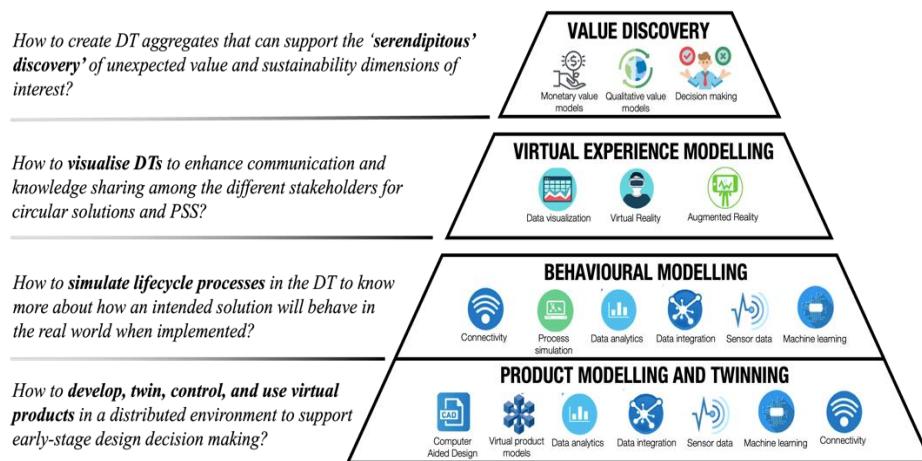 How to create DT aggregates that can support the ‘serendipitous’
discovery’ of unexpected value and sustainability dimensions of
interest?
VALUE DISCOVERY
Monetary value
models
Qualitative value
models
Decision making
How to visualise DTs to enhance communication and
knowledge sharing among the different stakeholders for
circular solutions and PSS?
VIRTUAL EXPERIENCE MODELLING
Data visualization
Virtual Reality
Augmented Reality
How to simulate lifecycle processes in the DT to know
more about how an intended solution will behave in
the real world when implemented?
BEHAVIOURAL MODELLING
Connectivity
Process
simulation
Data analytics
Data integration
Sensor data
Machine learning
How to develop, twin, control, and use virtual
products in a distributed environment to support
early-stage design decision making?
PRODUCT MODELLING AND TWINNING
CAD
Computer
Aided Design
Virtual product
models
Data analytics
Data integration
Sensor data
Machine learning
Connectivity